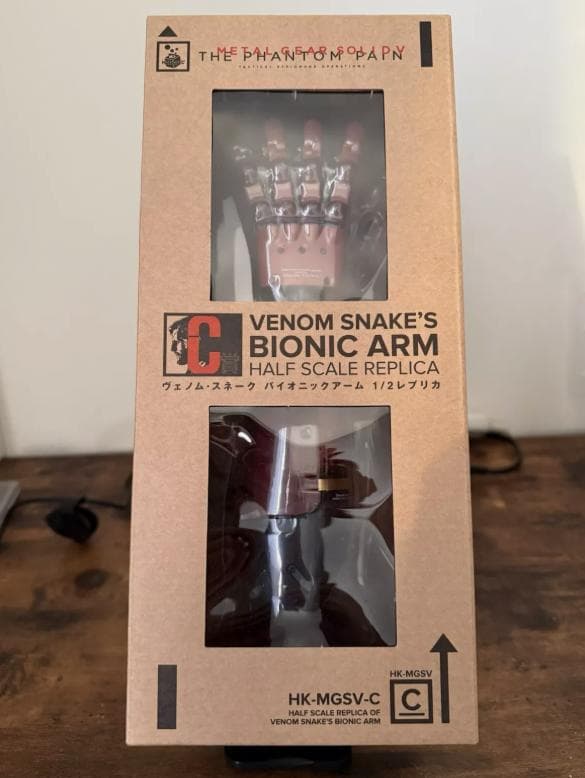 METAL GEAR SOLID V
THE PHANTOM PAIN
TACTICAL ESPIONAGE OPERATIONS
C
VENOM SNAKE'S
BIONIC ARM
HALF SCALE REPLICA
ヴェノム・スネーク バイオニックアーム 1/2レプリカ
HK-MGSV
C
HK-MGSV-C
HALF SCALE REPLICA OF
VENOM SNAKE'S BIONIC ARM